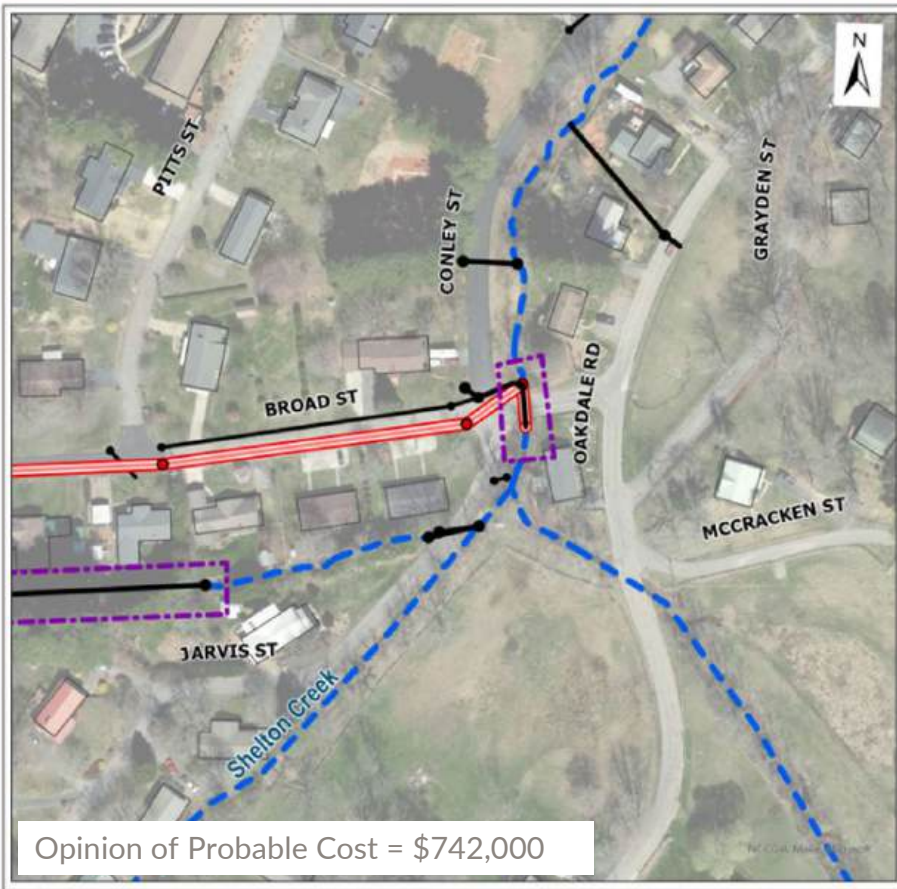 N
PITTS ST
GRAYDEN ST
CONLEY ST
BROAD ST
OAKDALE RD
MCCRACKEN ST
JARVIS ST
Shelton Creek
Opinion of Probable Cost = $742,000